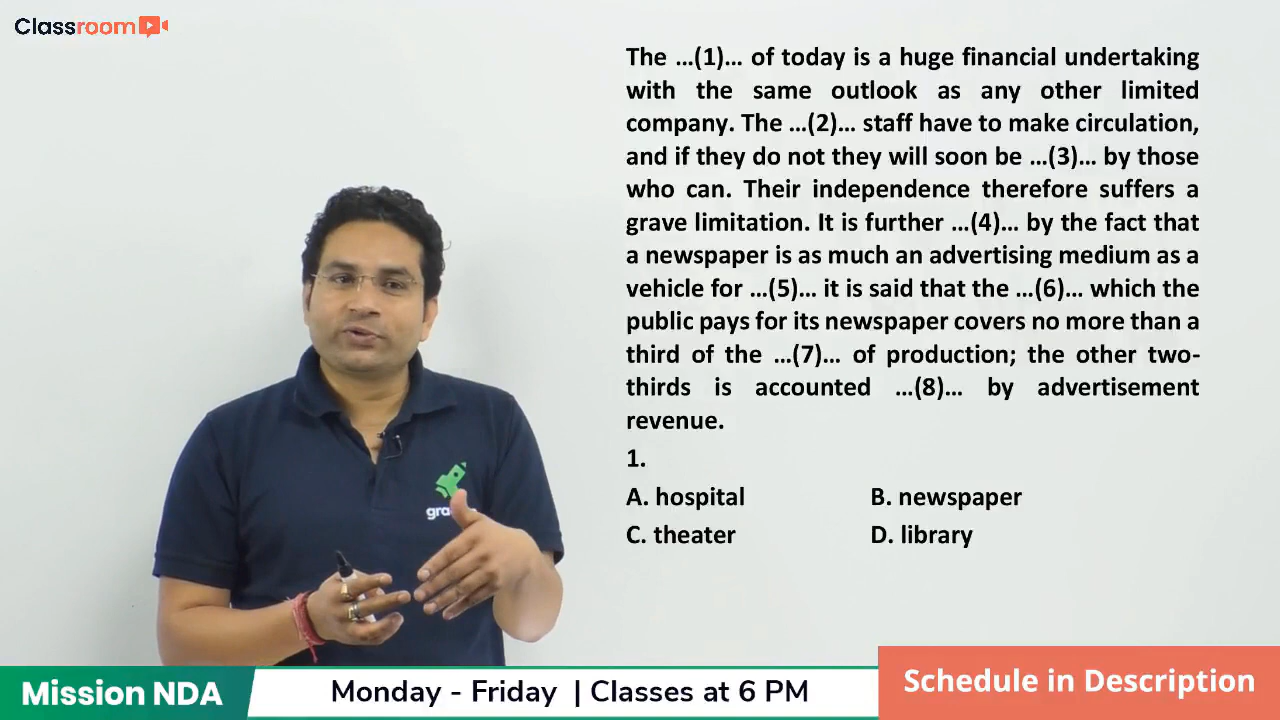 Classroom
The ...(1)... of today is a huge financial undertaking
with the same outlook as any other limited
company. The ...(2)... staff have to make circulation,
and if they do not they will soon be ...(3)... by those
who can. Their independence therefore suffers a
grave limitation. It is further ...(4)... by the fact that
a newspaper is as much an advertising medium as a
vehicle for ...(5)... it is said that the ...(6)... which the
public pays for its newspaper covers no more than a
third of the ...(7)... of production; the other two-
thirds is accounted ...(8)... by advertisement
revenue.
1.
A. hospital B. newspaper
C. theater D. library
Mission NDA
Monday - Friday | Classes at 6 PM
Schedule in Description